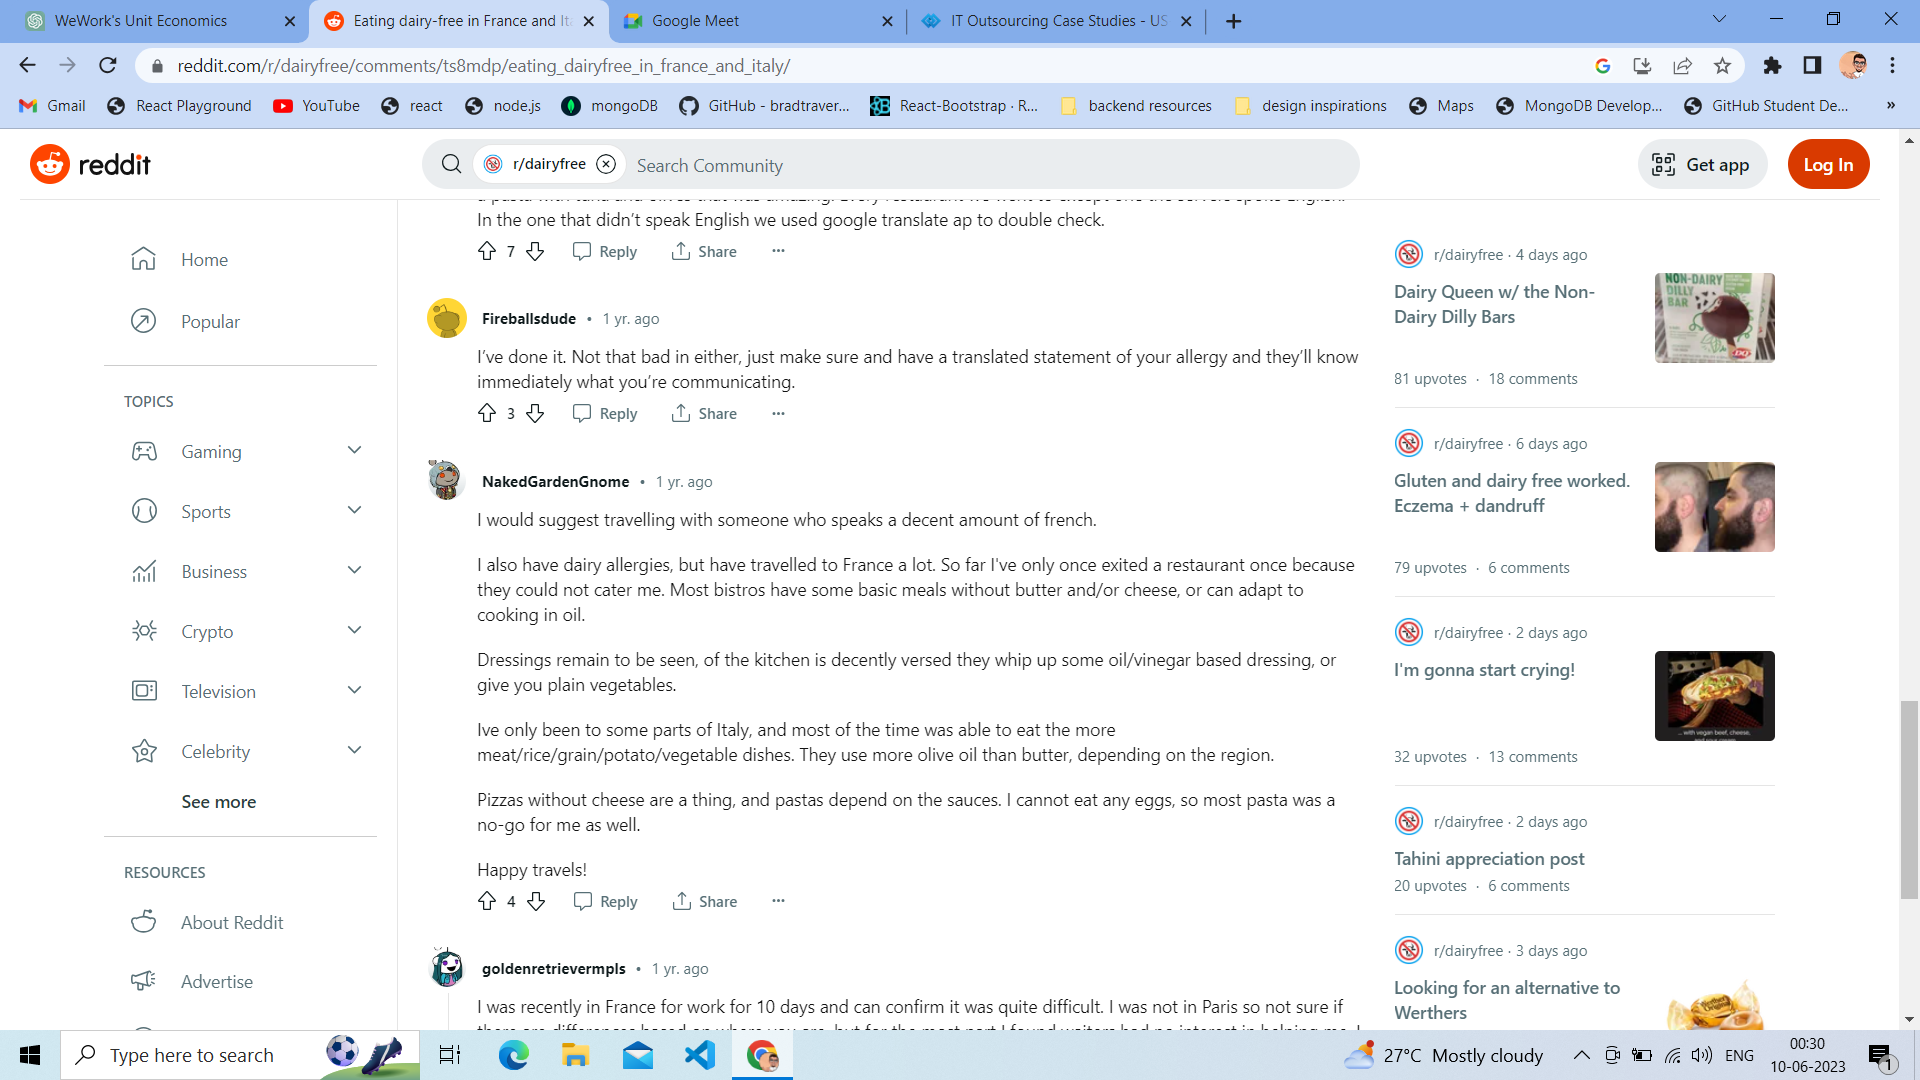 WeWork's Unit Economics
Eating dairy-free in France and Ita
Google Meet
IT Outsourcing Case Studies - US
reddit.com/r/dairyfree/comments/ts8mdp/eating_dairyfree_in_france_and_italy/
Gmail
React Playground
YouTube
react
node.js
mongoDB
GitHub - bradtraver...
React-Bootstrap · R...
backend resources
design inspirations
Maps
MongoDB Develop...
GitHub Student De...
»
reddit
r/dairyfree
Search Community
Get app
Log In
Home
Popular
TOPICS
Gaming
Sports
Business
Crypto
Television
Celebrity
See more
RESOURCES
About Reddit
Advertise
In the one that didn’t speak English we used google translate ap to double check.
7 Reply Share ...
Fireballsdude • 1 yr. ago
I’ve done it. Not that bad in either, just make sure and have a translated statement of your allergy and they’ll know
immediately what you’re communicating.
3 Reply Share ...
NakedGardenGnome • 1 yr. ago
I would suggest travelling with someone who speaks a decent amount of french.
I also have dairy allergies, but have travelled to France a lot. So far I've only once exited a restaurant once because
they could not cater me. Most bistros have some basic meals without butter and/or cheese, or can adapt to
cooking in oil.
Dressings remain to be seen, of the kitchen is decently versed they whip up some oil/vinegar based dressing, or
give you plain vegetables.
Ive only been to some parts of Italy, and most of the time was able to eat the more
meat/rice/grain/potato/vegetable dishes. They use more olive oil than butter, depending on the region.
Pizzas without cheese are a thing, and pastas depend on the sauces. I cannot eat any eggs, so most pasta was a
no-go for me as well.
Happy travels!
4 Reply Share ...
goldenretrievermpls • 1 yr. ago
I was recently in France for work for 10 days and can confirm it was quite difficult. I was not in Paris so not sure if
r/dairyfree · 4 days ago
Dairy Queen w/ the Non-
Dairy Dilly Bars
NON-DAIRY
DILLY
BAR
DQ
81 upvotes · 18 comments
r/dairyfree · 6 days ago
Gluten and dairy free worked.
Eczema + dandruff
79 upvotes · 6 comments
r/dairyfree · 2 days ago
I'm gonna start crying!
... with vegan beef, cheese,
32 upvotes · 13 comments
r/dairyfree · 2 days ago
Tahini appreciation post
20 upvotes · 6 comments
r/dairyfree · 3 days ago
Looking for an alternative to
Werthers
Type here to search
27°C Mostly cloudy
ENG
00:30
10-06-2023
1